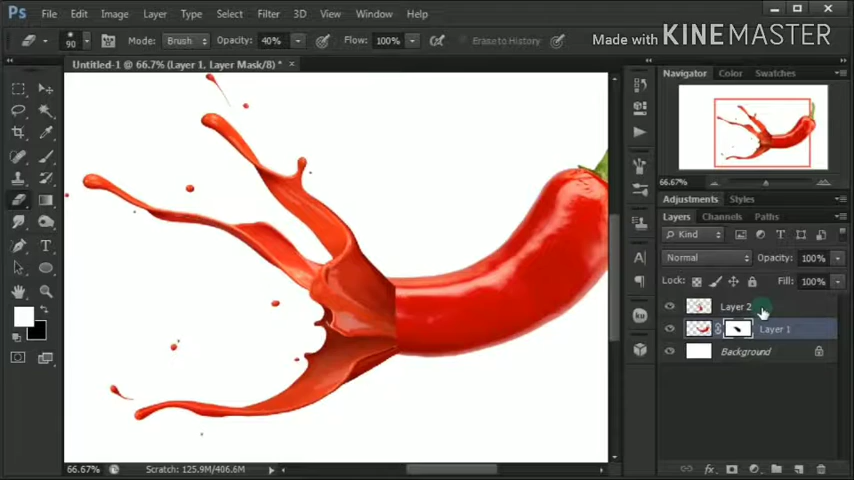 Ps File Edit Image Layer Type Select Filter 3D View Window Help
90 Mode: Brush Opacity: 40% Flow: 100% Erase to History
Made with KINEMASTER
Untitled-1 @ 66.7% (Layer 1, Layer Mask/8) * ×
Navigator Color Swatches
66.67%
Adjustments Styles
Layers Channels Paths
Kind
Normal Opacity: 100%
Lock: Fill: 100%
Layer 2
Layer 1
Background
fx
66.67% Scratch: 125.9M/406.6M